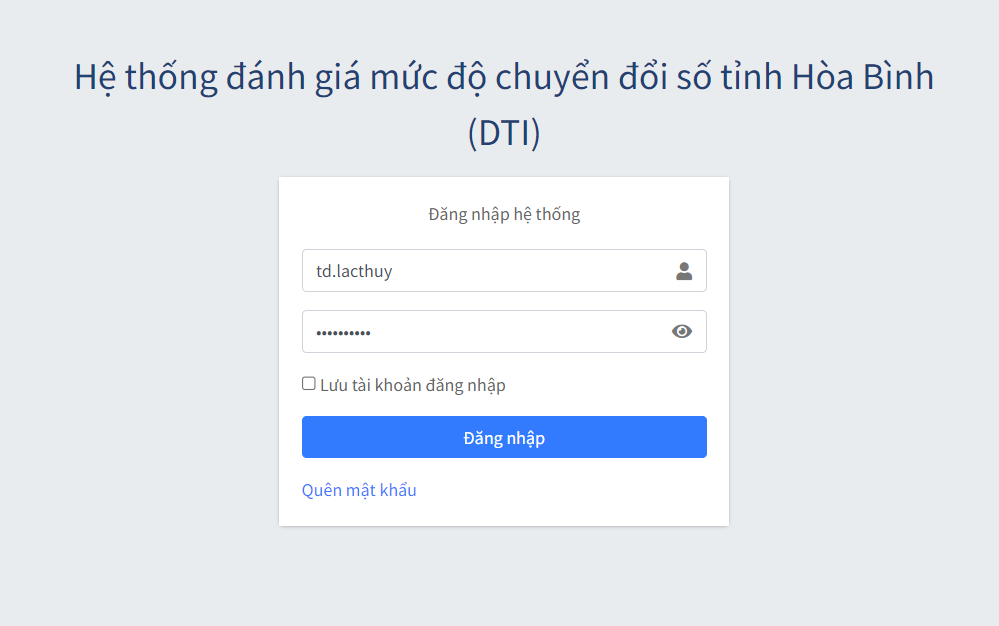 Hệ thống đánh giá mức độ chuyển đổi số tỉnh Hòa Bình
(DTI)
Đăng nhập hệ thống
td.lacthuy
••••••••••
Lưu tài khoản đăng nhập
Đăng nhập
Quên mật khẩu